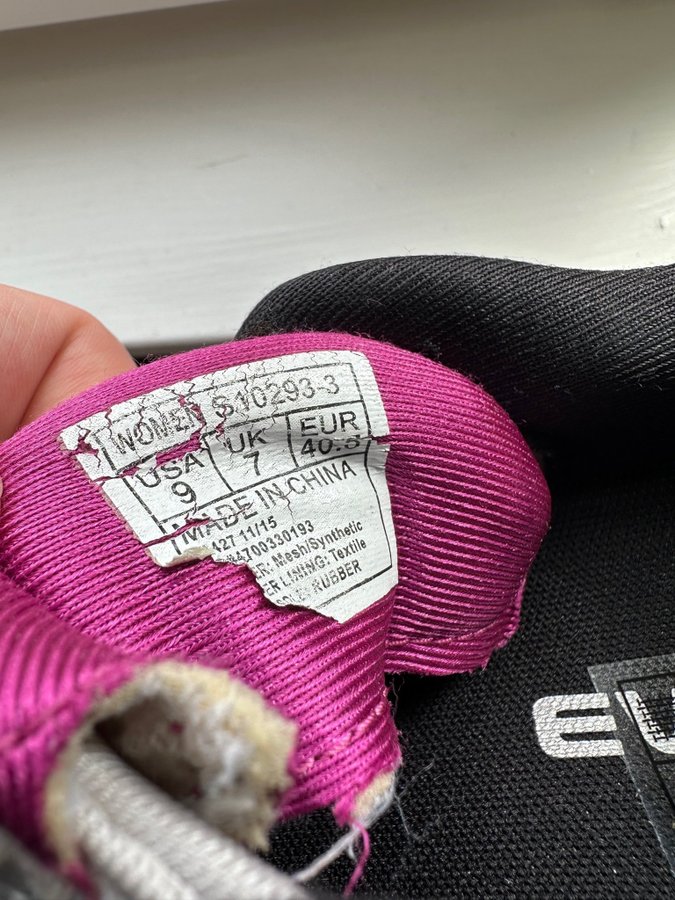 WOMEN S10293-3
USA UK EUR
9 7 40.5
MADE IN CHINA
A27 11/15
#4700330193
Mesh/Synthetic
LINING: Textile
RUBBER